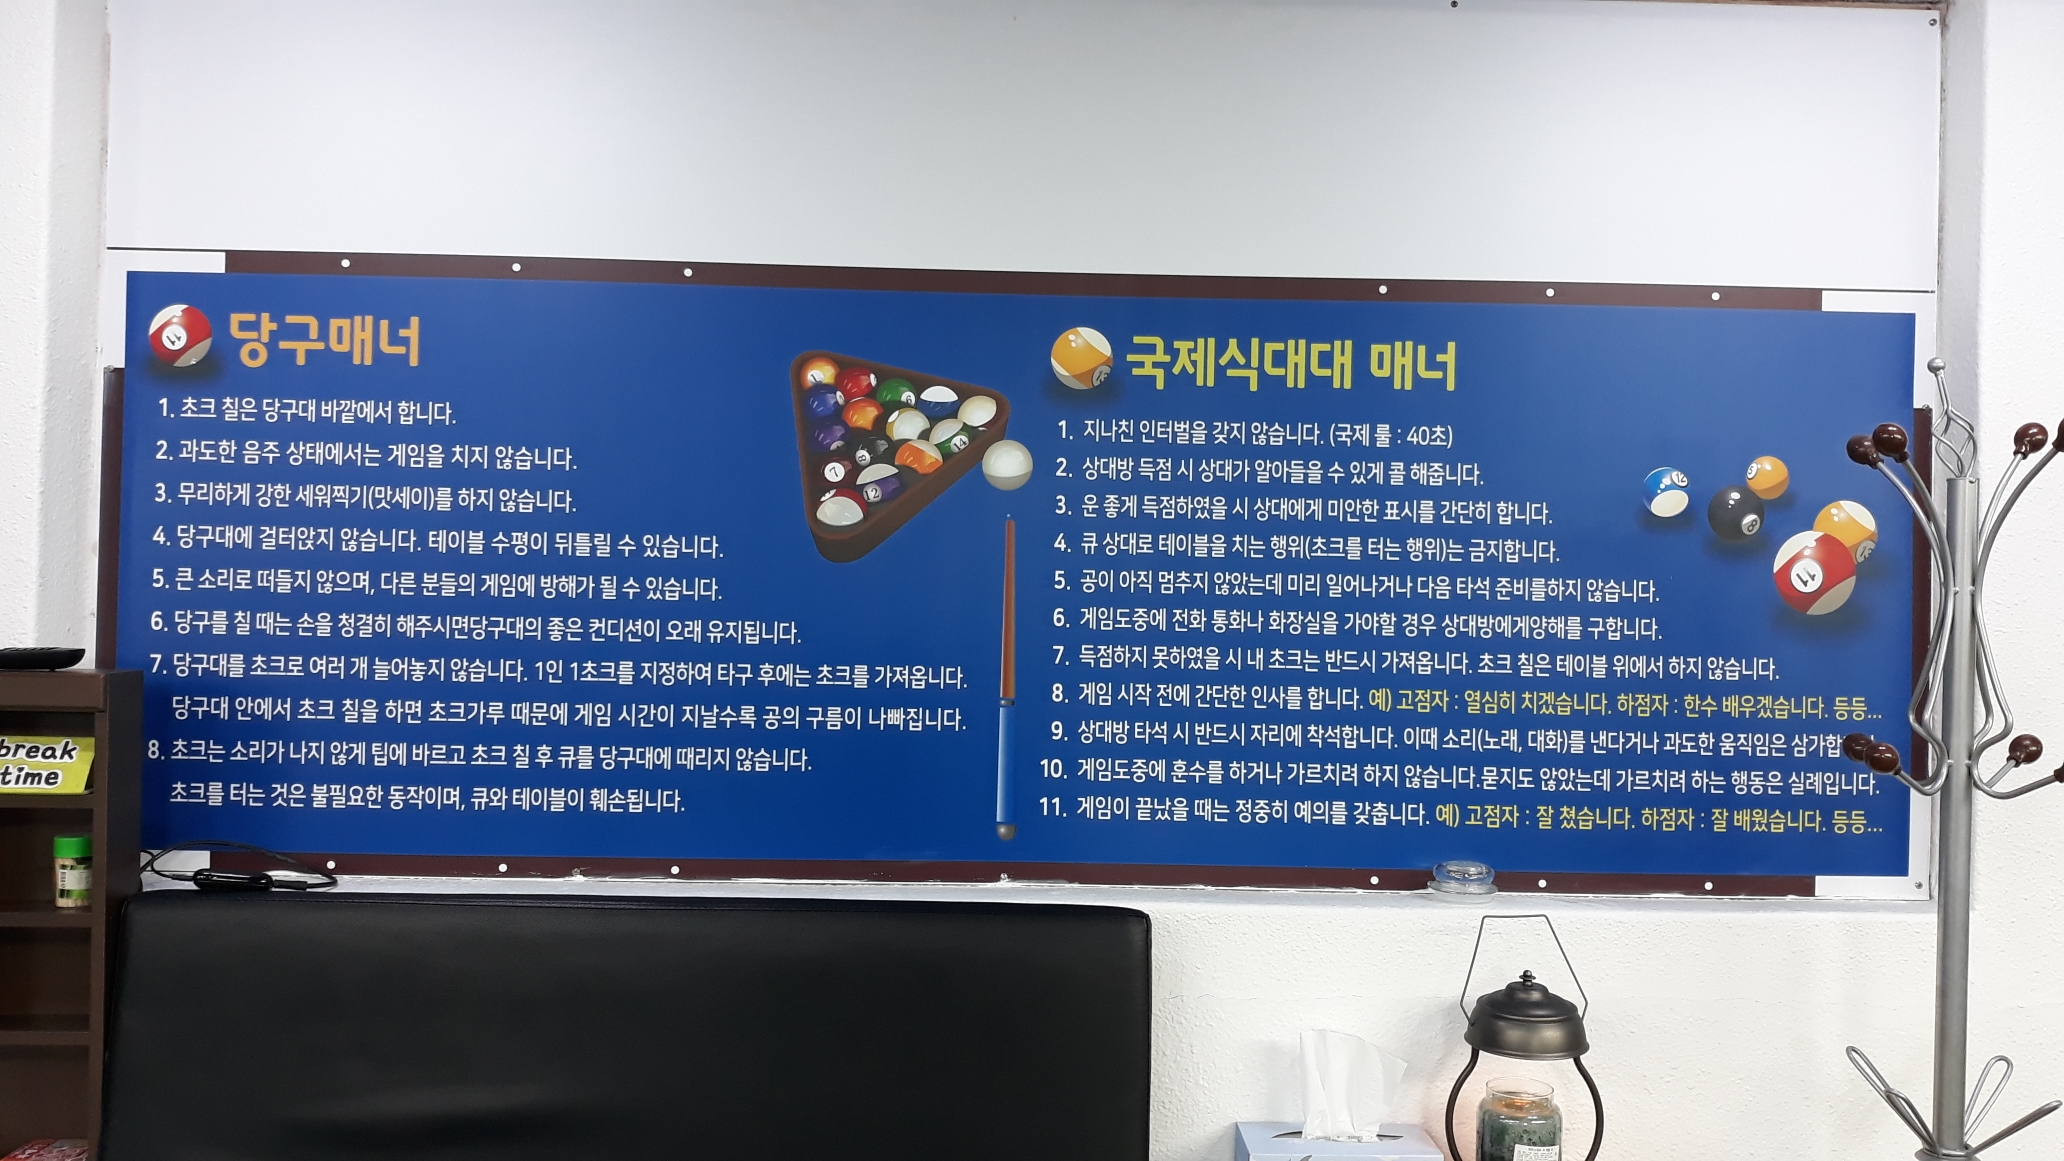 당구매너
1. 초크 칠은 당구대 바깥에서 합니다.
2. 과도한 음주 상태에서는 게임을 치지 않습니다.
3. 무리하게 강한 세워찍기(맛세이)를 하지 않습니다.
4. 당구대에 걸터앉지 않습니다. 테이블 수평이 뒤틀릴 수 있습니다.
5. 큰 소리로 떠들지 않으며, 다른 분들의 게임에 방해가 될 수 있습니다.
6. 당구를 칠 때는 손을 청결히 해주시면당구대의 좋은 컨디션이 오래 유지됩니다.
7. 당구대를 초크로 여러 개 늘어놓지 않습니다. 1인 1초크를 지정하여 타구 후에는 초크를 가져옵니다.
당구대 안에서 초크 칠을 하면 초크가루 때문에 게임 시간이 지날수록 공의 구름이 나빠집니다.
8. 초크는 소리가 나지 않게 팁에 바르고 초크 칠 후 큐를 당구대에 때리지 않습니다.
초크를 터는 것은 불필요한 동작이며, 큐와 테이블이 훼손됩니다.
국제식대대 매너
1. 지나친 인터벌을 갖지 않습니다. (국제 룰 : 40초)
2. 상대방 득점 시 상대가 알아들을 수 있게 콜 해줍니다.
3. 운 좋게 득점하였을 시 상대에게 미안한 표시를 간단히 합니다.
4. 큐 상대로 테이블을 치는 행위(초크를 터는 행위)는 금지합니다.
5. 공이 아직 멈추지 않았는데 미리 일어나거나 다음 타석 준비를하지 않습니다.
6. 게임도중에 전화 통화나 화장실을 가야할 경우 상대방에게양해를 구합니다.
7. 득점하지 못하였을 시 내 초크는 반드시 가져옵니다. 초크 칠은 테이블 위에서 하지 않습니다.
8. 게임 시작 전에 간단한 인사를 합니다. 예) 고점자 : 열심히 치겠습니다. 하점자 : 한수 배우겠습니다. 등등...
9. 상대방 타석 시 반드시 자리에 착석합니다. 이때 소리(노래, 대화)를 낸다거나 과도한 움직임은 삼가합
10. 게임도중에 훈수를 하거나 가르치려 하지 않습니다.묻지도 않았는데 가르치려 하는 행동은 실례입니다.
11. 게임이 끝났을 때는 정중히 예의를 갖춥니다. 예) 고점자 : 잘 쳤습니다. 하점자 : 잘 배웠습니다. 등등...
break
time